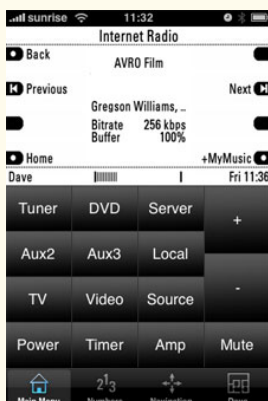 sunrise 11:32
Internet Radio
Back
AVRO Film
Previous Next
Gregson Williams, ..
Bitrate 256 kbps
Buffer 100%
Home +MyMusic
Dave Fri 11:36
Tuner DVD Server +
Aux2 Aux3 Local
TV Video Source -
Power Timer Amp Mute
Main Menu Numbers Navigation Dave